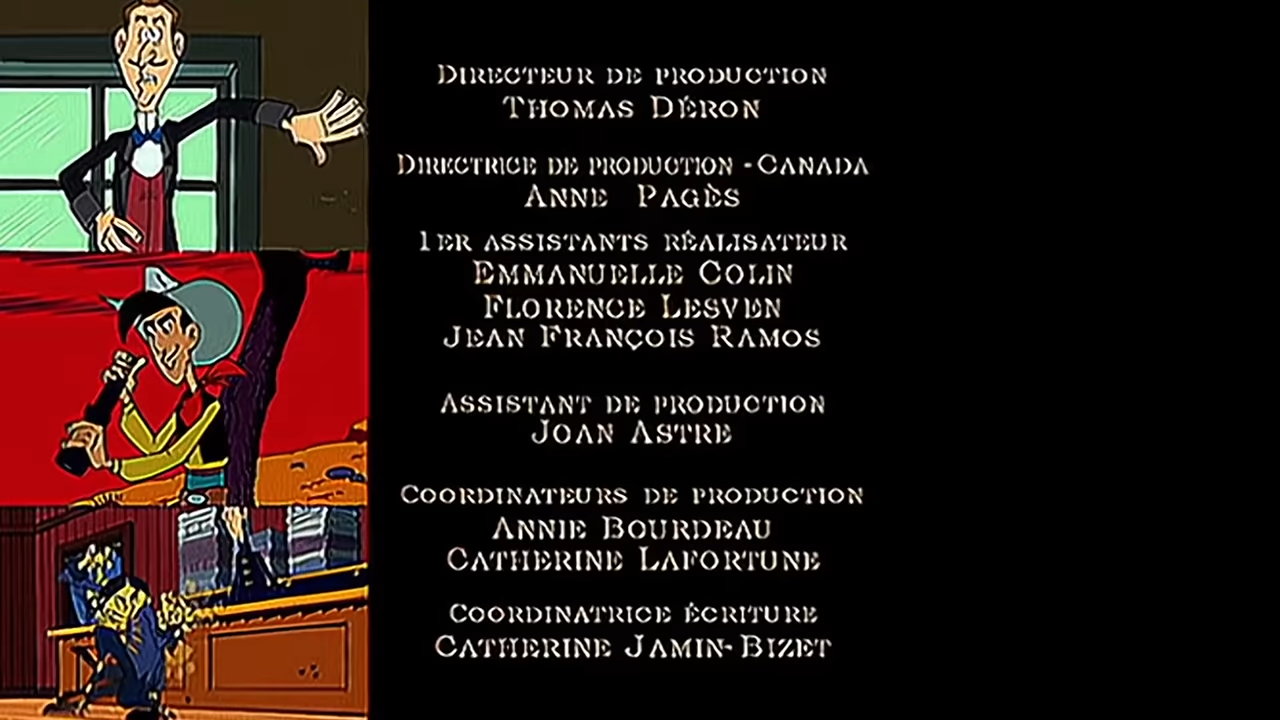 Directeur de production
Thomas Déron
Directrice de production - Canada
Anne Pagès
1er assistants réalisateur
Emmanuelle Colin
Florence Lesven
Jean François Ramos
Assistant de production
Joan Astre
Coordinateurs de production
Annie Bourdeau
Catherine Lafortune
Coordinatrice écriture
Catherine Jamin-Bizet